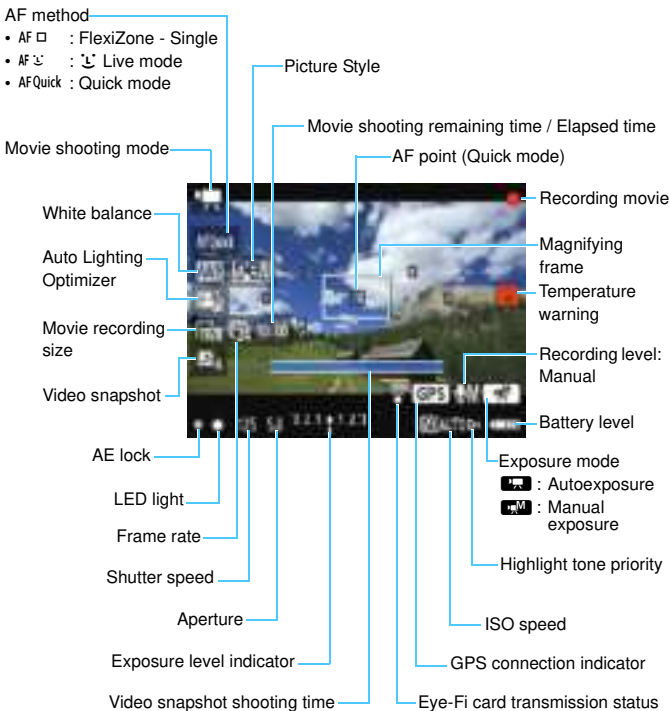 AF method
• AF □ : FlexiZone - Single
• AF : Live mode
• AFQuick : Quick mode
Picture Style
Movie shooting remaining time / Elapsed time
Movie shooting mode
AF point (Quick mode)
White balance
Recording movie
Auto Lighting
Optimizer
Magnifying
frame
Temperature
warning
Movie recording
size
Recording level:
Manual
Video snapshot
GPS
Battery level
AE lock
Exposure mode
: Autoexposure
M : Manual
exposure
LED light
Frame rate
Highlight tone priority
Shutter speed
Aperture
ISO speed
Exposure level indicator
GPS connection indicator
Video snapshot shooting time
Eye-Fi card transmission status